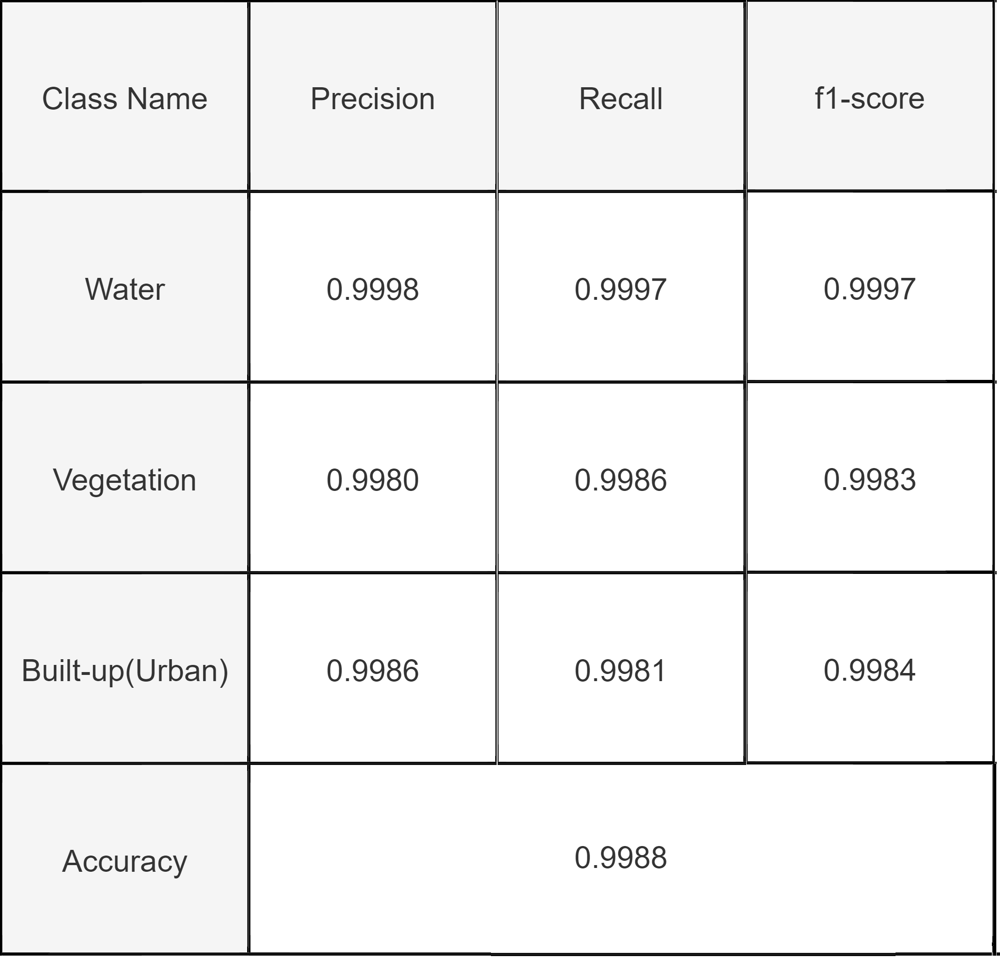 Class Name Precision Recall f1-score
Water 0.9998 0.9997 0.9997
Vegetation 0.9980 0.9986 0.9983
Built-up(Urban) 0.9986 0.9981 0.9984
Accuracy 0.9988